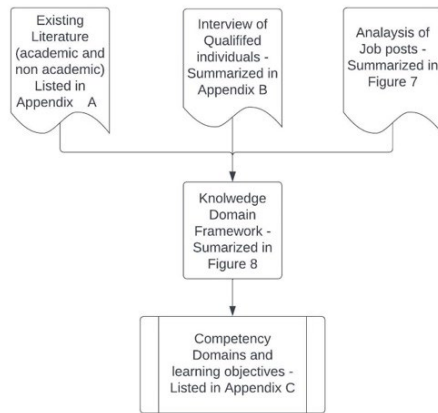 Existing
Literature
(academic and
non academic)
Listed in
Appendix A
Interview of
Qualififed
individuals -
Summarized in
Appendix B
Analaysis of
Job posts -
Summarized in
Figure 7
Knolwedge
Domain
Framework -
Sumarized in
Figure 8
Competency
Domains and
learning objectives -
Listed in Appendix C